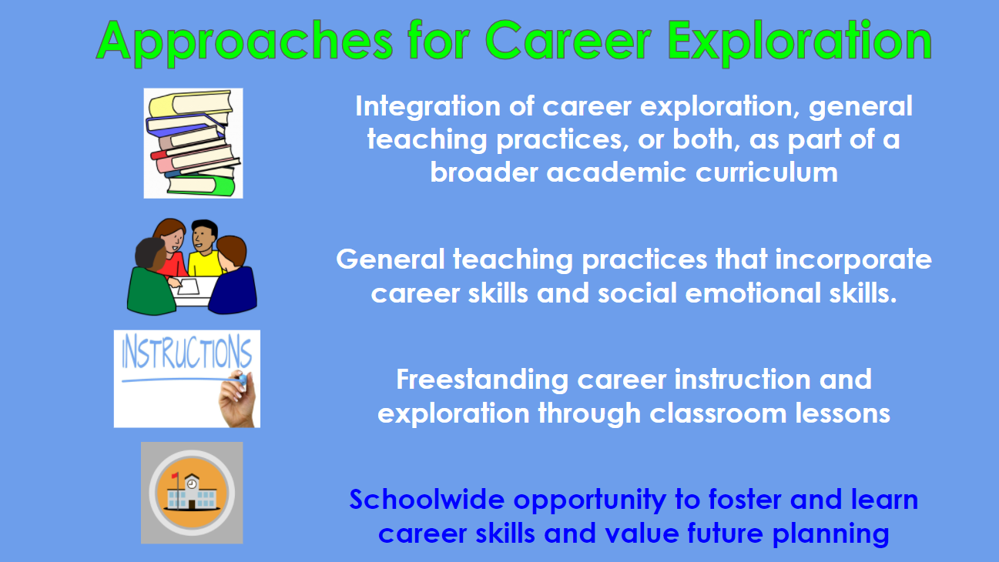 Approaches for Career Exploration
Integration of career exploration, general
teaching practices, or both, as part of a
broader academic curriculum
General teaching practices that incorporate
career skills and social emotional skills.
INSTRUCTIONS
Freestanding career instruction and
exploration through classroom lessons
Schoolwide opportunity to foster and learn
career skills and value future planning